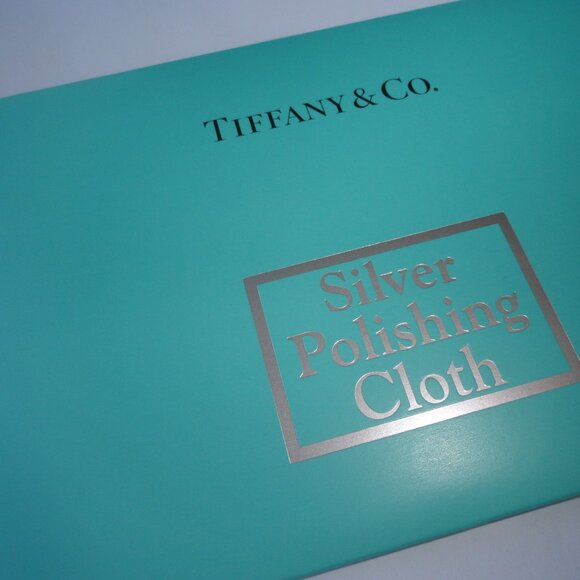 TIFFANY & CO.
Silver
Polishing
Cloth